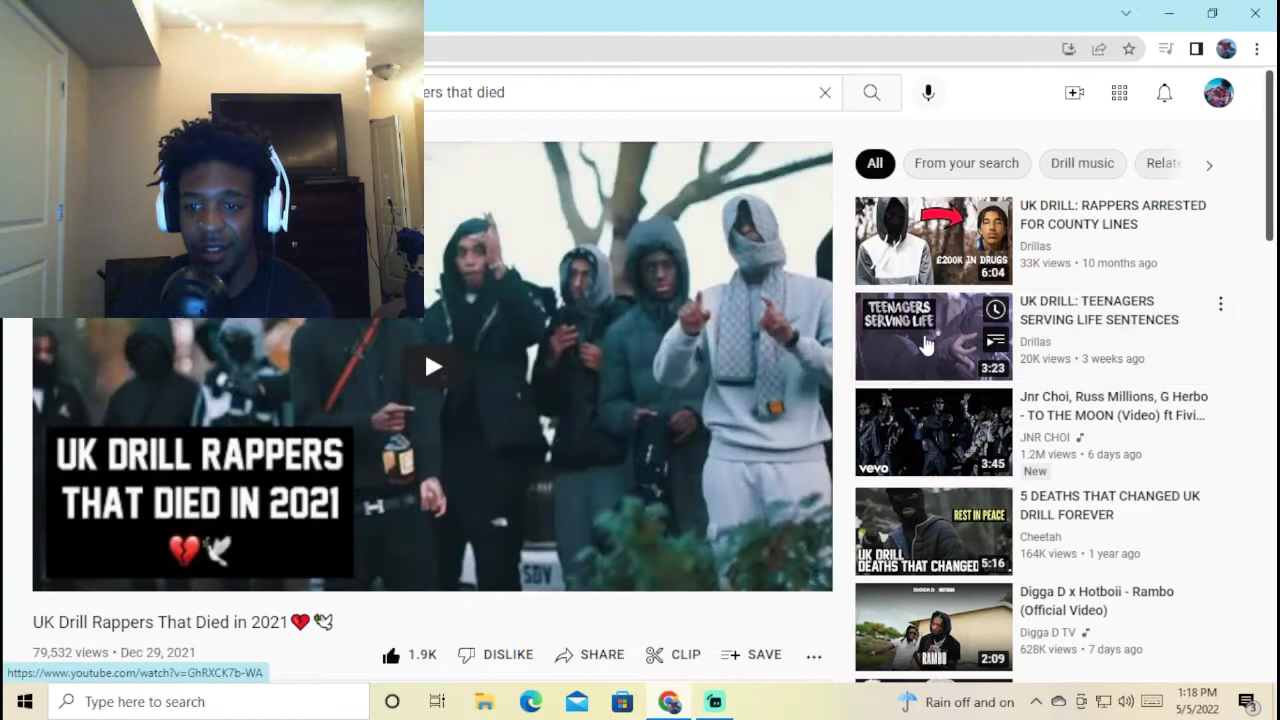 ers that died
All
From your search
Drill music
Relate
UK DRILL RAPPERS
THAT DIED IN 2021
💔🕊
SBV
UK Drill Rappers That Died in 2021💔🕊
79,532 views • Dec 29, 2021
1.9K
DISLIKE
SHARE
CLIP
SAVE
https://www.youtube.com/watch?v=GhRXCK7b-WA
£200K IN DRUGS
6:04
UK DRILL: RAPPERS ARRESTED
FOR COUNTY LINES
Drillas
33K views • 10 months ago
TEENAGERS
SERVING LIFE
3:23
UK DRILL: TEENAGERS
SERVING LIFE SENTENCES
Drillas
20K views • 3 weeks ago
vevo
3:45
Jnr Choi, Russ Millions, G Herbo
- TO THE MOON (Video) ft Fivi...
JNR CHOI
1.2M views • 6 days ago
New
REST IN PEACE
UK DRILL
DEATHS THAT CHANGED
5:16
5 DEATHS THAT CHANGED UK
DRILL FOREVER
Cheetah
164K views • 1 year ago
DIGGA D HOTBOII
RAMBO
2:09
Digga D x Hotboii - Rambo
(Official Video)
Digga D TV
628K views • 7 days ago
Type here to search
Rain off and on
1:18 PM
5/5/2022
3